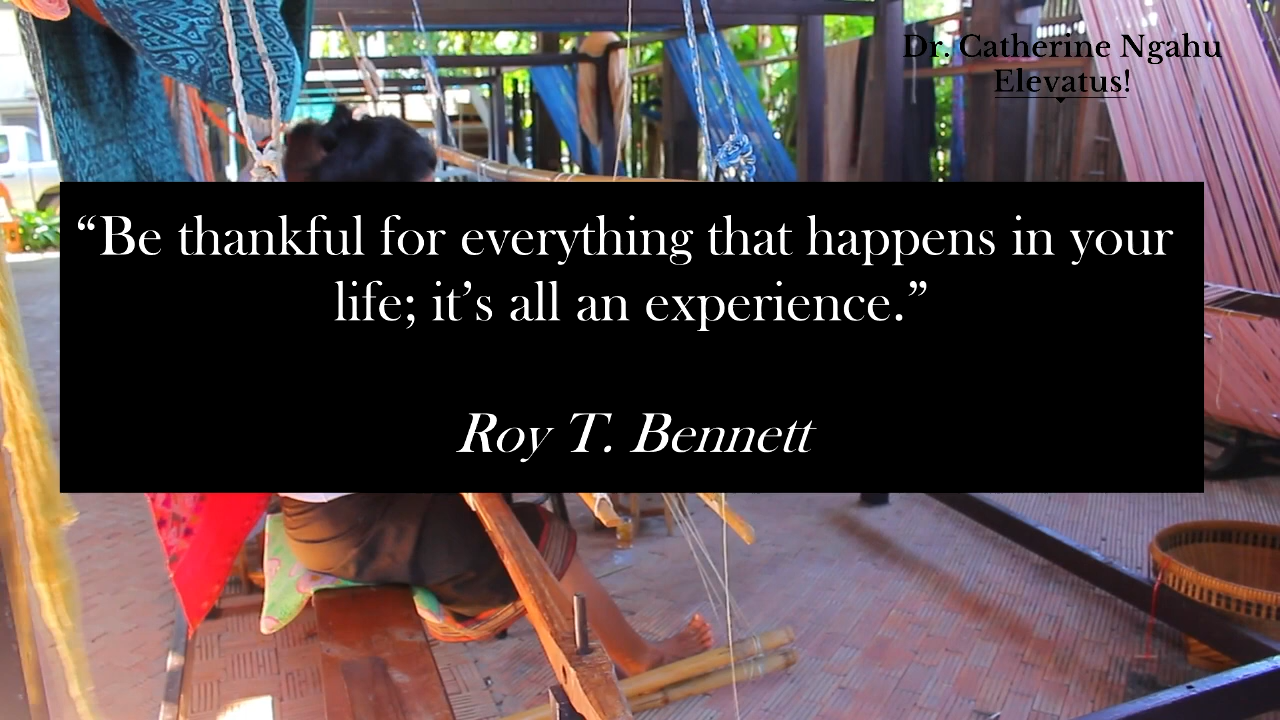 Dr. Catherine Ngahu
Elevatus!
“Be thankful for everything that happens in your
life; it’s all an experience.”
Roy T. Bennett